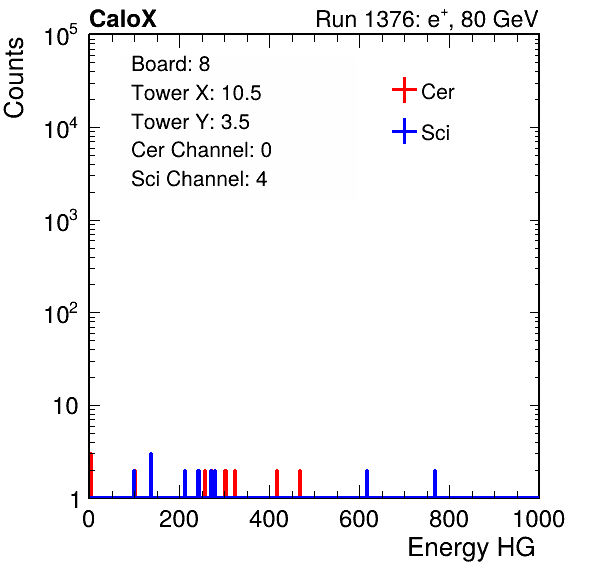 CaloX Run 1376: e⁺, 80 GeV
Counts
Board: 8
Tower X: 10.5
Tower Y: 3.5
Cer Channel: 0
Sci Channel: 4
Cer
Sci
10⁵
10⁴
10³
10²
10
1
0 200 400 600 800 1000
Energy HG